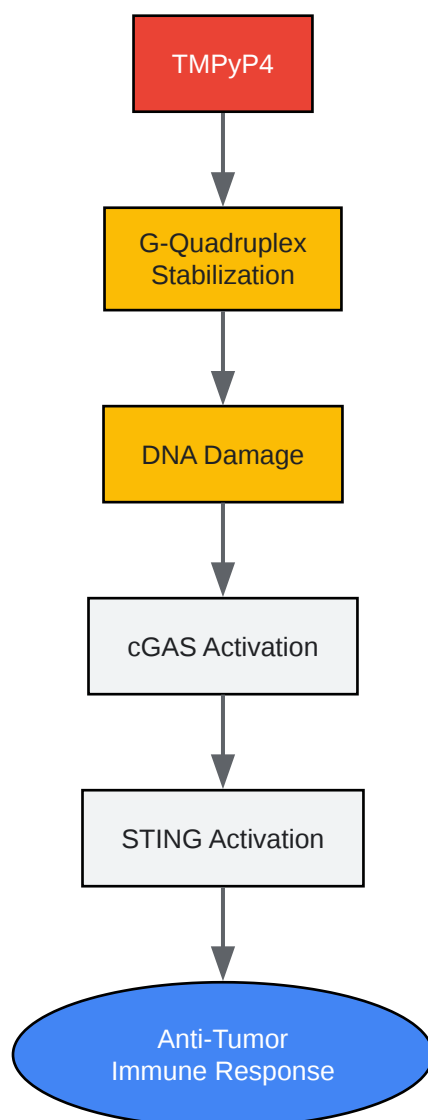 TMPyP4
G-Quadruplex
Stabilization
DNA Damage
cGAS Activation
STING Activation
Anti-Tumor
Immune Response